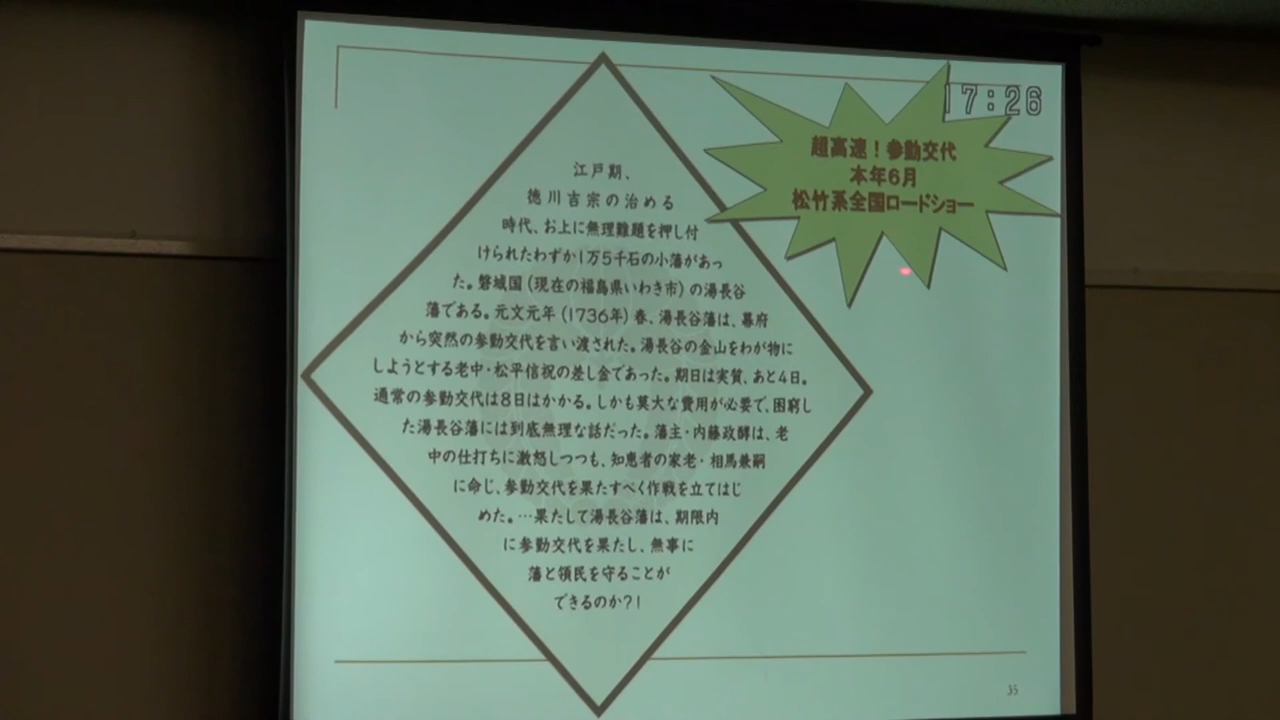 17:26
超高速！参勤交代
本年6月
松竹系全国ロードショー
江戸期、
徳川吉宗の治める
時代、お上に無理難題を押し付
けられたわずか1万5千石の小藩があっ
た。磐城国（現在の福島県いわき市）の湯長谷
藩である。元文元年（1736年）春、湯長谷藩は、幕府
から突然の参勤交代を言い渡された。湯長谷の金山をわが物に
しようとする老中・松平信祝の差し金であった。期日は実質、あと4日。
通常の参勤交代は8日はかかる。しかも莫大な費用が必要で、困窮し
た湯長谷藩には到底無理な話だった。藩主・内藤政醇は、老
中の仕打ちに激怒しつつも、知恵者の家老・相馬兼嗣
に命じ、参勤交代を果たすべく作戦を立てはじ
めた。…果たして湯長谷藩は、期限内
に参勤交代を果たし、無事に
藩と領民を守ることが
できるのか？！
35